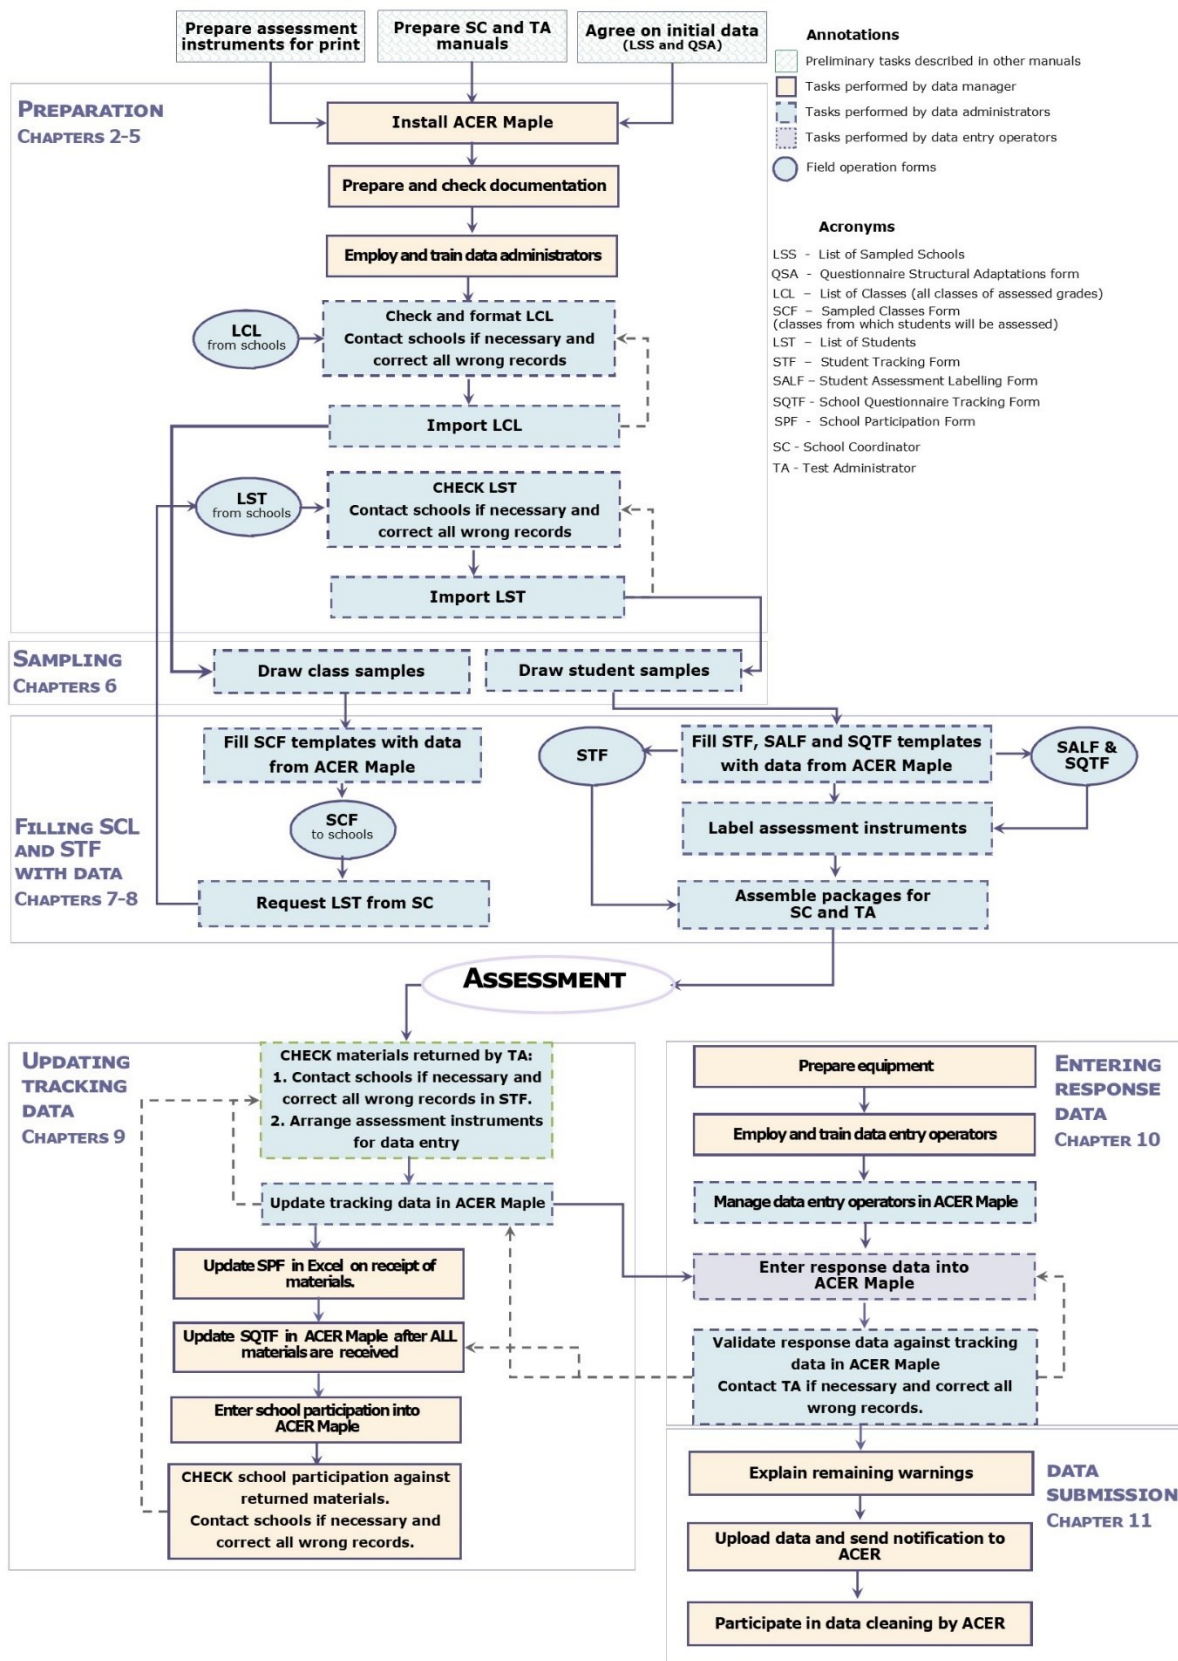 Prepare assessment
instruments for print
Prepare SC and TA
manuals
Agree on initial data
(LSS and QSA)
Annotations
Preliminary tasks described in other manuals
Tasks performed by data manager
Tasks performed by data administrators
Tasks performed by data entry operators
Field operation forms
Acronyms
LSS - List of Sampled Schools
QSA - Questionnaire Structural Adaptations form
LCL – List of Classes (all classes of assessed grades)
SCF – Sampled Classes Form
(classes from which students will be assessed)
LST – List of Students
STF – Student Tracking Form
SALF – Student Assessment Labelling Form
SQTF - School Questionnaire Tracking Form
SPF - School Participation Form
SC - School Coordinator
TA - Test Administrator
PREPARATION
CHAPTERS 2-5
Install ACER Maple
Prepare and check documentation
Employ and train data administrators
LCL
from schools
Check and format LCL
Contact schools if necessary and
correct all wrong records
Import LCL
LST
from schools
CHECK LST
Contact schools if necessary and
correct all wrong records
Import LST
SAMPLING
CHAPTERS 6
Draw class samples
Draw student samples
FILLING SCL
AND STF
WITH DATA
CHAPTERS 7-8
Fill SCF templates with data
from ACER Maple
SCF
to schools
Request LST from SC
STF
Fill STF, SALF and SQTF templates
with data from ACER Maple
SALF &
SQTF
Label assessment instruments
Assemble packages for
SC and TA
ASSESSMENT
UPDATING
TRACKING
DATA
CHAPTERS 9
CHECK materials returned by TA:
1. Contact schools if necessary and
correct all wrong records in STF.
2. Arrange assessment instruments
for data entry
Update tracking data in ACER Maple
Update SPF in Excel on receipt of
materials.
Update SQTF in ACER Maple after ALL
materials are received
Enter school participation into
ACER Maple
CHECK school participation against
returned materials.
Contact schools if necessary and
correct all wrong records.
ENTERING
RESPONSE
DATA
CHAPTER 10
Prepare equipment
Employ and train data entry operators
Manage data entry operators in ACER Maple
Enter response data into
ACER Maple
Validate response data against tracking
data in ACER Maple
Contact TA if necessary and correct all
wrong records.
DATA
SUBMISSION
CHAPTER 11
Explain remaining warnings
Upload data and send notification to
ACER
Participate in data cleaning by ACER